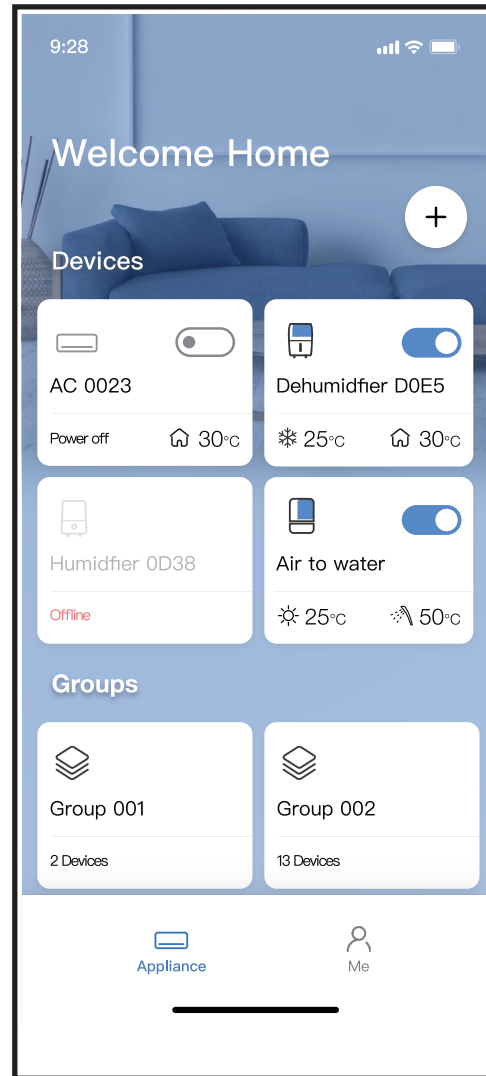 9:28
Welcome Home
+
Devices
AC 0023
Power off 30°C
Dehumidfier D0E5
25°C 30°C
Humidfier 0D38
Offline
Air to water
25°C 50°C
Groups
Group 001
2 Devices
Group 002
13 Devices
Appliance
Me